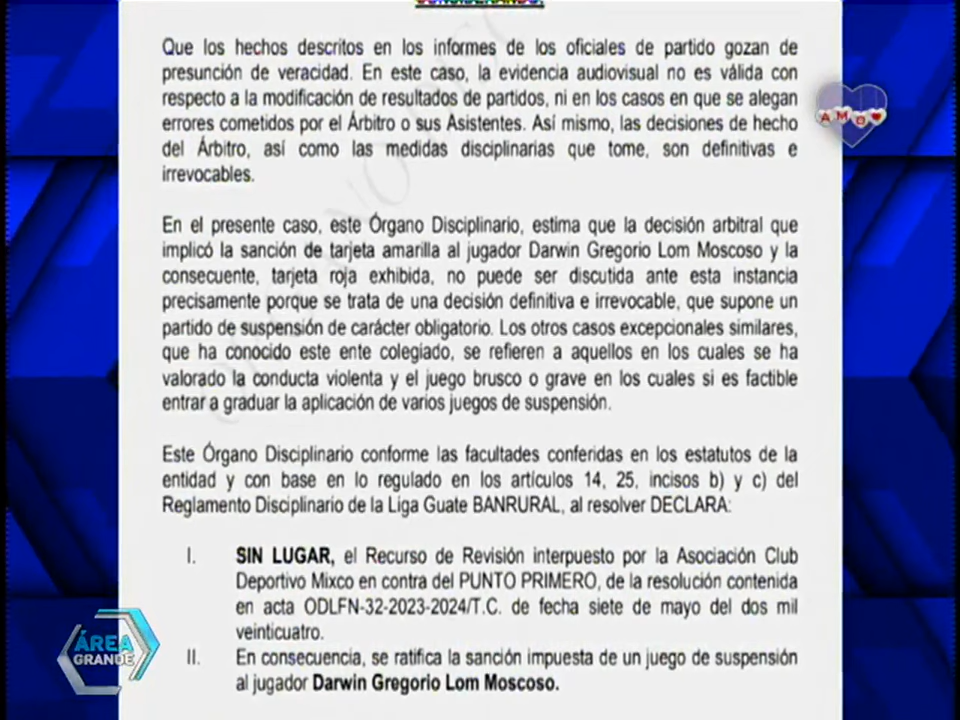 CONSIDERANDO:
Que los hechos descritos en los informes de los oficiales de partido gozan de
presunción de veracidad. En este caso, la evidencia audiovisual no es válida con
respecto a la modificación de resultados de partidos, ni en los casos en que se alegan
errores cometidos por el Árbitro o sus Asistentes. Así mismo, las decisiones de hecho
del Árbitro, así como las medidas disciplinarias que tome, son definitivas e
irrevocables.
En el presente caso, este Órgano Disciplinario, estima que la decisión arbitral que
implicó la sanción de tarjeta amarilla al jugador Darwin Gregorio Lom Moscoso y la
consecuente, tarjeta roja exhibida, no puede ser discutida ante esta instancia
precisamente porque se trata de una decisión definitiva e irrevocable, que supone un
partido de suspensión de carácter obligatorio. Los otros casos excepcionales similares,
que ha conocido este ente colegiado, se refieren a aquellos en los cuales se ha
valorado la conducta violenta y el juego brusco o grave en los cuales si es factible
entrar a graduar la aplicación de varios juegos de suspensión.
Este Órgano Disciplinario conforme las facultades conferidas en los estatutos de la
entidad y con base en lo regulado en los artículos 14, 25, incisos b) y c) del
Reglamento Disciplinario de la Liga Guate BANRURAL, al resolver DECLARA:
I. SIN LUGAR, el Recurso de Revisión interpuesto por la Asociación Club
Deportivo Mixco en contra del PUNTO PRIMERO, de la resolución contenida
en acta ODLFN-32-2023-2024/T.C. de fecha siete de mayo del dos mil
veinticuatro.
II. En consecuencia, se ratifica la sanción impuesta de un juego de suspensión
al jugador Darwin Gregorio Lom Moscoso.
AMO
ÁREA
GRANDE